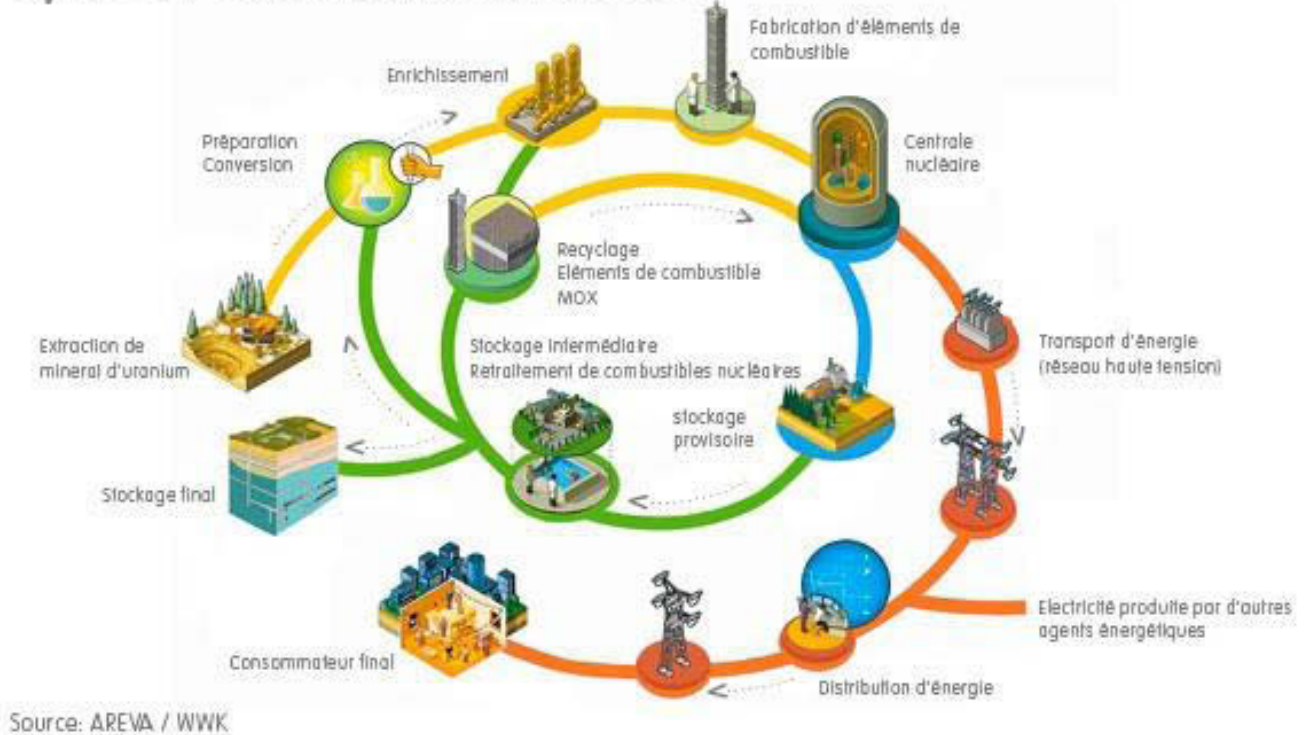 Fabrication d'éléments de
combustible
Enrichissement
Préparation
Conversion
Centrale
nucléaire
Recyclage
Eléments de combustible
MOX
Extraction de
mineral d'uranium
Stockage intermédiaire
Retraitement de combustibles nucléaires
Transport d'énergie
(réseau haute tension)
stockage
provisoire
Stockage final
Electricité produite par d'autres
agents énergétiques
Consommateur final
Distribution d'énergie
Source: AREVA / WWK